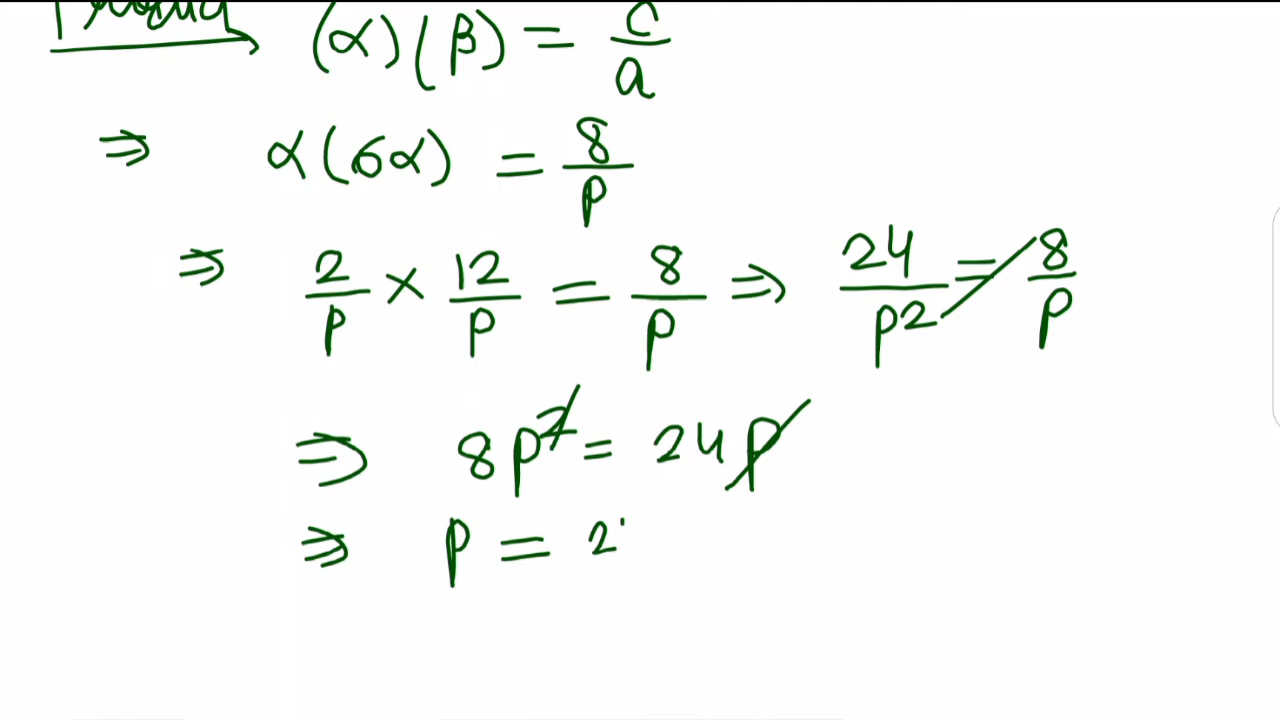 (α)(β) = c/a
⇒ α(6α) = 8/p
⇒ 2/p × 12/p = 8/p ⇒ 24/p2 = 8/p
⇒ 8p² = 24p
⇒ p = 2